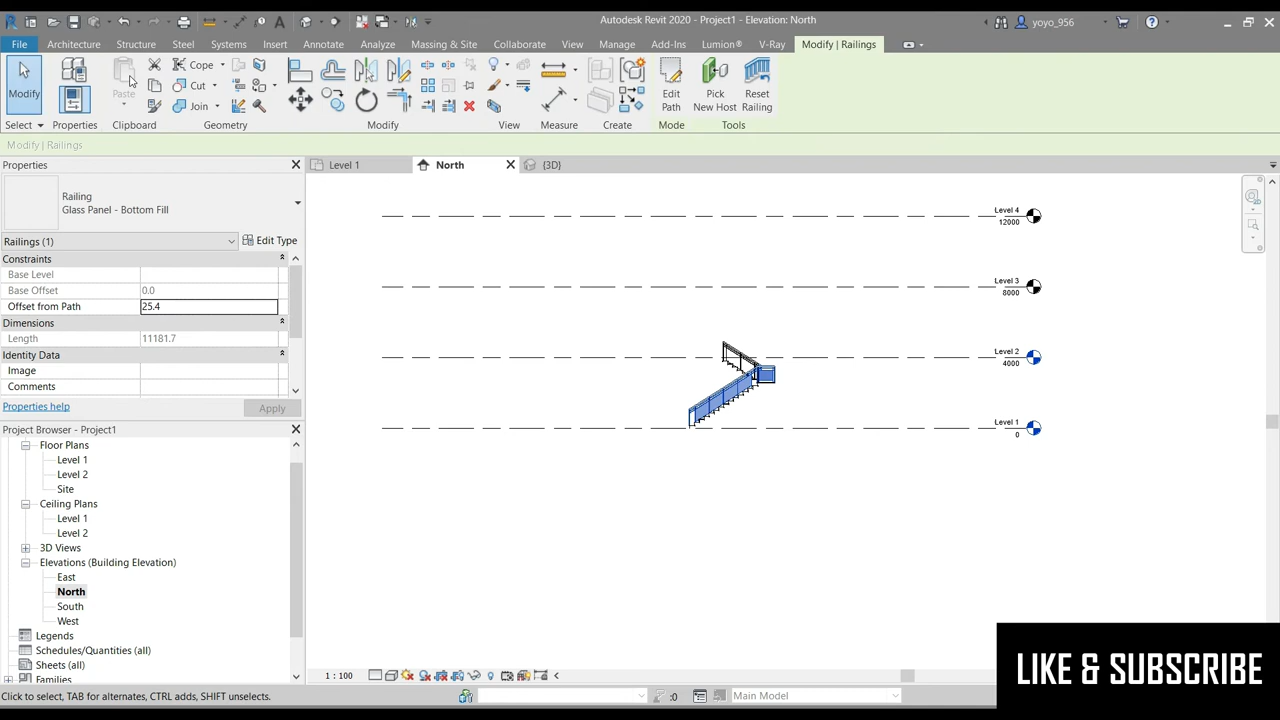 Autodesk Revit 2020 - Project1 - Elevation: North
yoyo_956
File
Architecture
Structure
Steel
Systems
Insert
Annotate
Analyze
Massing & Site
Collaborate
View
Manage
Add-Ins
Lumion®
V-Ray
Modify | Railings
Modify
Paste
Cope
Cut
Join
Edit
Path
Pick
New Host
Reset
Railing
Select
Properties
Clipboard
Geometry
Modify
View
Measure
Create
Mode
Tools
Modify | Railings
Properties
Level 1
North
{3D}
Railing
Glass Panel - Bottom Fill
Railings (1)
Edit Type
Constraints
Base Level
Base Offset 0.0
Offset from Path 25.4
Dimensions
Length 11181.7
Identity Data
Image
Comments
Properties help
Apply
Project Browser - Project1
Floor Plans
Level 1
Level 2
Site
Ceiling Plans
Level 1
Level 2
3D Views
Elevations (Building Elevation)
East
North
South
West
Legends
Schedules/Quantities (all)
Sheets (all)
Families
Level 4
12000
Level 3
8000
Level 2
4000
Level 1
0
1 : 100
Click to select, TAB for alternates, CTRL adds, SHIFT unselects.
:0
Main Model
LIKE & SUBSCRIBE